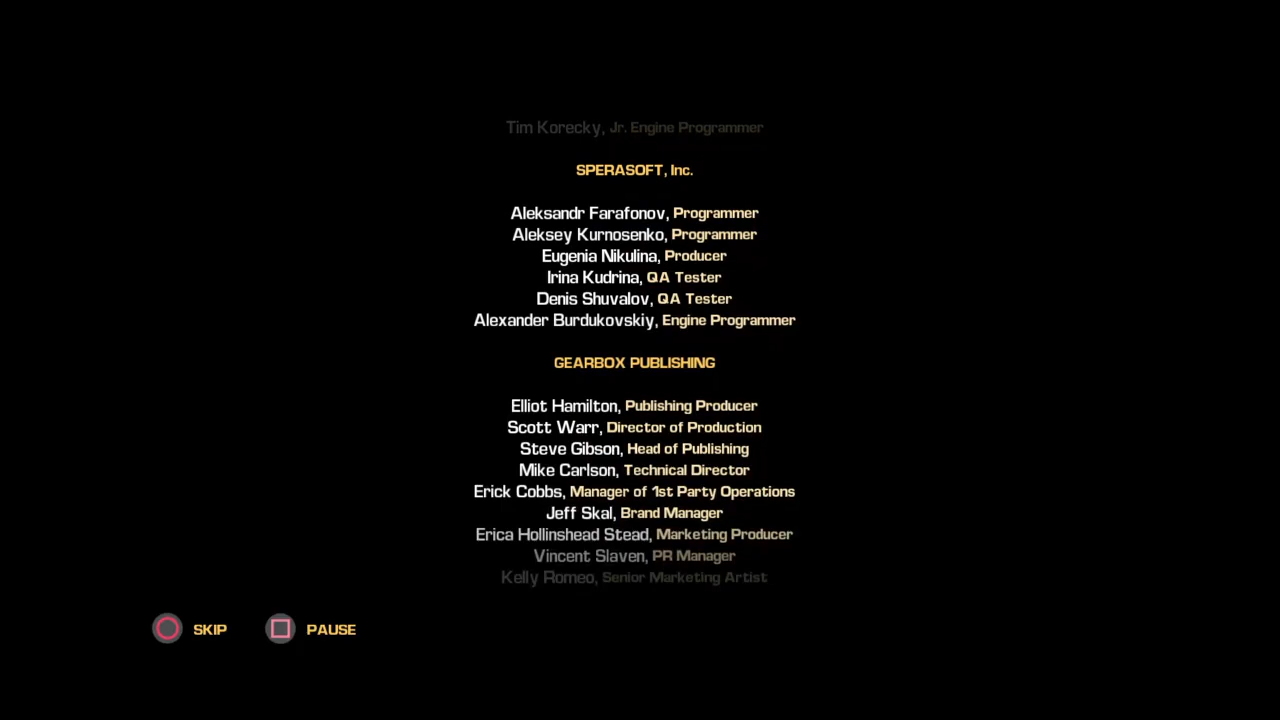 Tim Korecky, Jr. Engine Programmer
SPERASOFT, Inc.
Aleksandr Farafonov, Programmer
Aleksey Kurnosenko, Programmer
Eugenia Nikulina, Producer
Irina Kudrina, QA Tester
Denis Shuvalov, QA Tester
Alexander Burdukovskiy, Engine Programmer
GEARBOX PUBLISHING
Elliot Hamilton, Publishing Producer
Scott Warr, Director of Production
Steve Gibson, Head of Publishing
Mike Carlson, Technical Director
Erick Cobbs, Manager of 1st Party Operations
Jeff Skal, Brand Manager
Erica Hollinshead Stead, Marketing Producer
Vincent Slaven, PR Manager
Kelly Romeo, Senior Marketing Artist
SKIP PAUSE